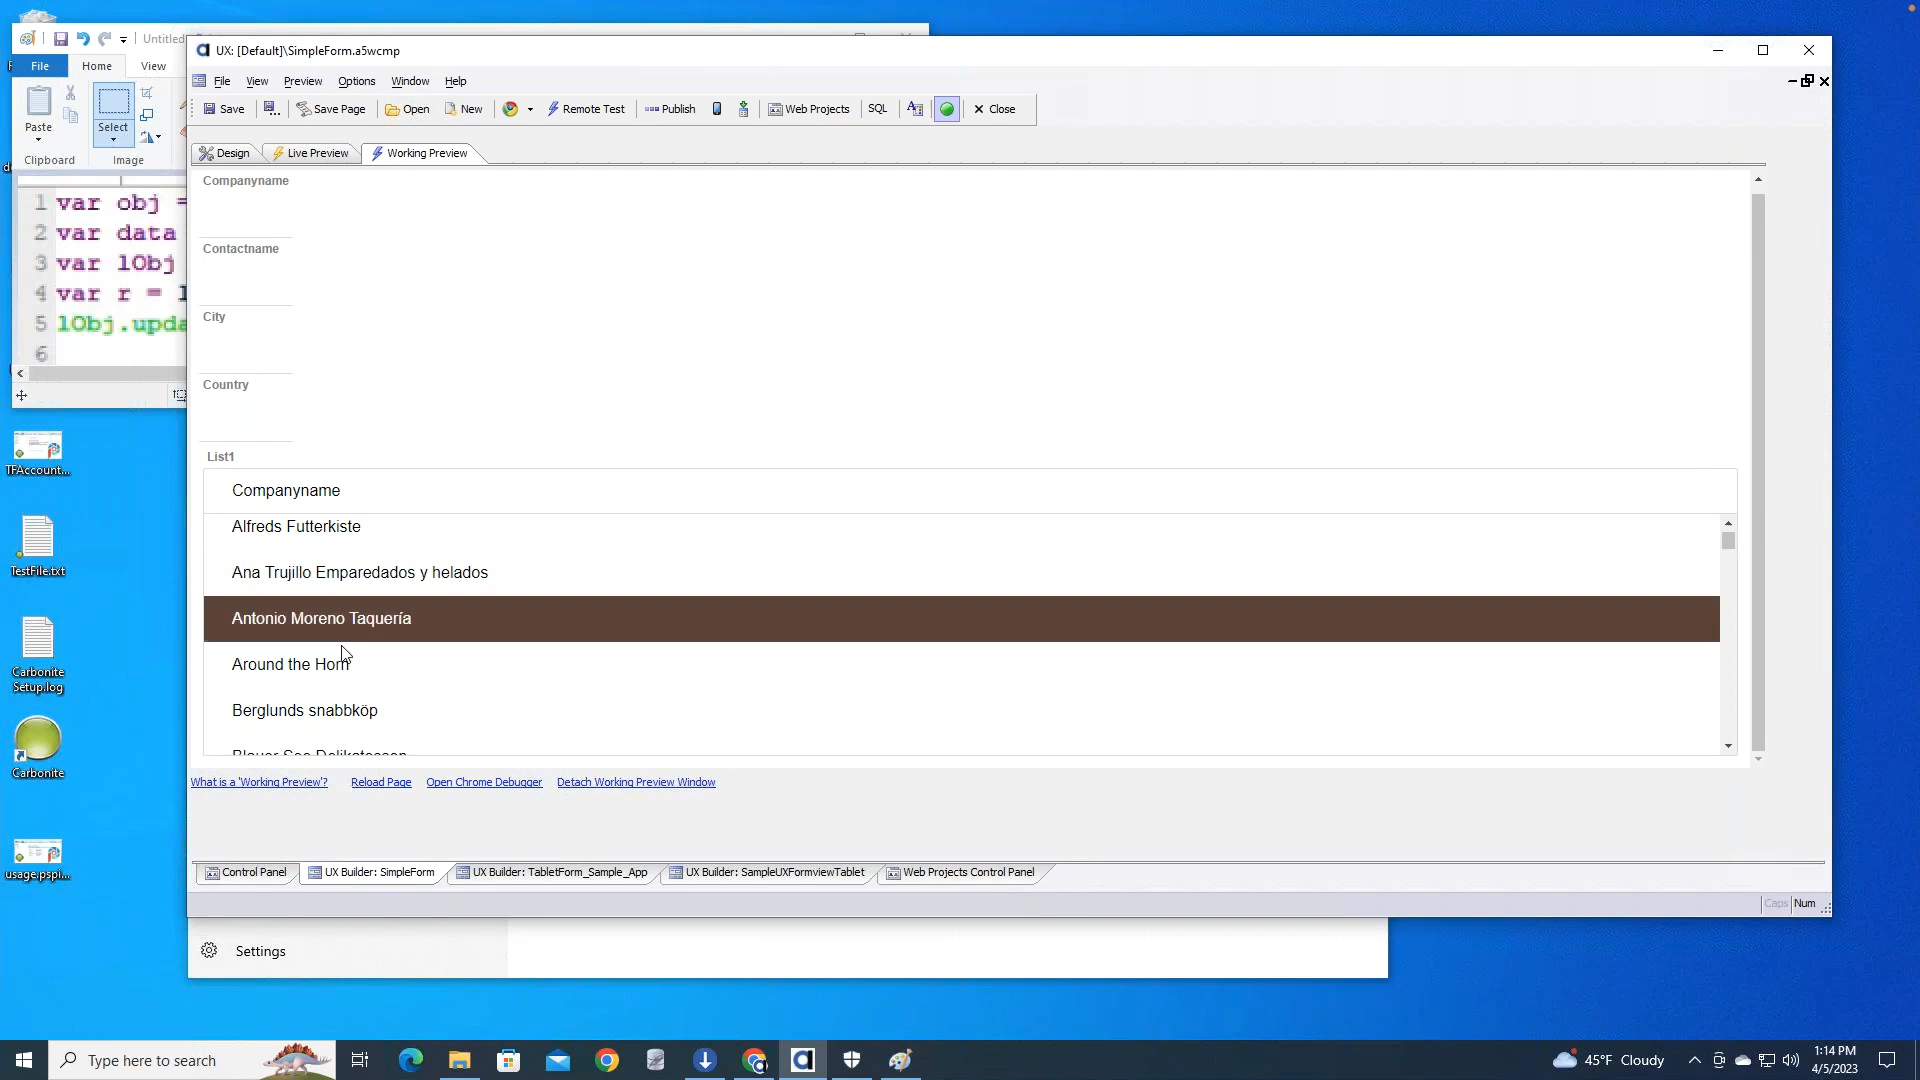 Untitled
File
Home
View
Paste
Select
Clipboard
Image
1 var obj =
2 var data
3 var lObj
4 var r = l
5 lObj.upda
6
UX: [Default]\SimpleForm.a5wcmp
File View Preview Options Window Help
Save
Save Page
Open
New
Remote Test
Publish
Web Projects
SQL
Close
Design
Live Preview
Working Preview
Companyname
Contactname
City
Country
List1
Companyname
Alfreds Futterkiste
Ana Trujillo Emparedados y helados
Antonio Moreno Taquería
Around the Horn
Berglunds snabbköp
Blauer See Delikatessen
What is a 'Working Preview'? Reload Page Open Chrome Debugger Detach Working Preview Window
Control Panel
UX Builder: SimpleForm
UX Builder: TabletForm_Sample_App
UX Builder: SampleUXFormviewTablet
Web Projects Control Panel
Caps Num
TFAccount...
TestFile.txt
Carbonite
Setup.log
Carbonite
usage.pspi...
Settings
Type here to search
45°F Cloudy
1:14 PM
4/5/2023